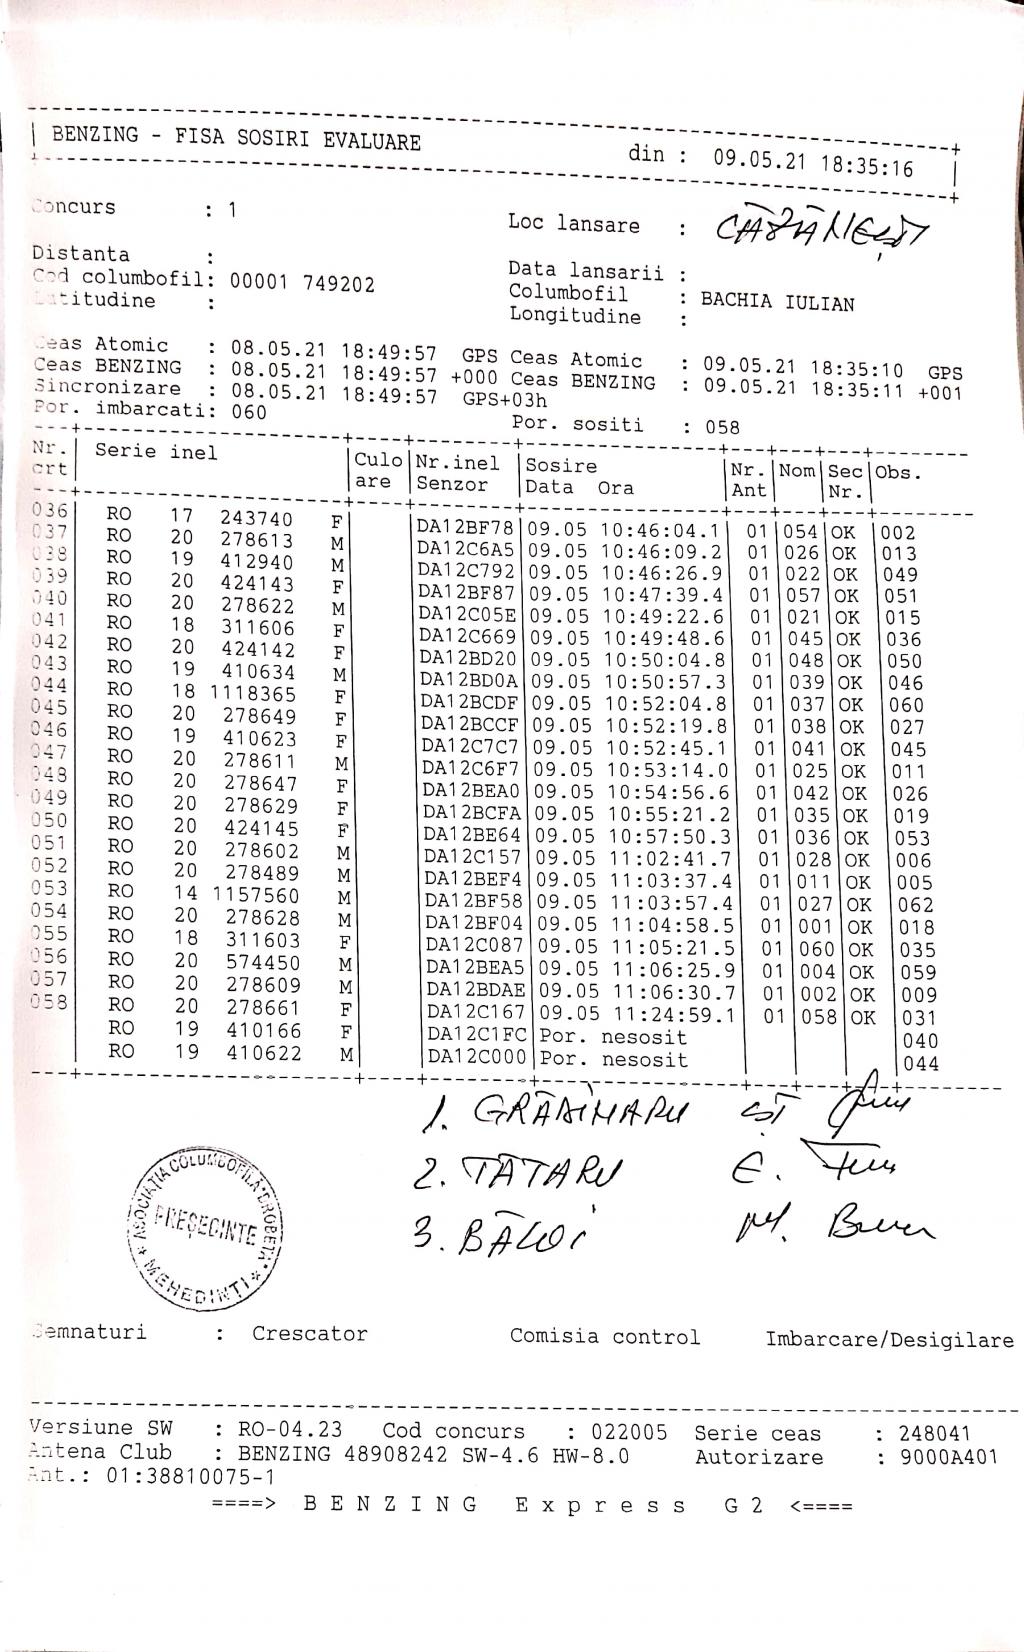 BENZING - FISA SOSIRI EVALUARE din : 09.05.21 18:35:16
Concurs : 1 Loc lansare : CĂZĂNEȘTI
Distanta : Data lansarii :
Cod columbofil: 00001 749202 Columbofil : BACHIA IULIAN
Latitudine : Longitudine :
Ceas Atomic : 08.05.21 18:49:57 GPS Ceas Atomic : 09.05.21 18:35:10 GPS
Ceas BENZING : 08.05.21 18:49:57 +000 Ceas BENZING : 09.05.21 18:35:11 +001
Sincronizare : 08.05.21 18:49:57 GPS+03h
Por. imbarcati: 060 Por. sositi : 058
Nr. Serie inel Culo Nr.inel Sosire Nr. Nom Sec Obs.
crt are Senzor Data Ora Ant Nr.
036 RO 17 243740 F DA12BF78 09.05 10:46:04.1 01 054 OK 002
037 RO 20 278613 M DA12C6A5 09.05 10:46:09.2 01 026 OK 013
038 RO 19 412940 M DA12C792 09.05 10:46:26.9 01 022 OK 049
039 RO 20 424143 F DA12BF87 09.05 10:47:39.4 01 057 OK 051
040 RO 20 278622 M DA12C05E 09.05 10:49:22.6 01 021 OK 015
041 RO 18 311606 F DA12C669 09.05 10:49:48.6 01 045 OK 036
042 RO 20 424142 F DA12BD20 09.05 10:50:04.8 01 048 OK 050
043 RO 19 410634 M DA12BD0A 09.05 10:50:57.3 01 039 OK 046
044 RO 18 1118365 F DA12BCDF 09.05 10:52:04.8 01 037 OK 060
045 RO 20 278649 F DA12BCCF 09.05 10:52:19.8 01 038 OK 027
046 RO 19 410623 F DA12C7C7 09.05 10:52:45.1 01 041 OK 045
047 RO 20 278611 M DA12C6F7 09.05 10:53:14.0 01 025 OK 011
048 RO 20 278647 F DA12BEA0 09.05 10:54:56.6 01 042 OK 026
049 RO 20 278629 F DA12BCFA 09.05 10:55:21.2 01 035 OK 019
050 RO 20 424145 F DA12BE64 09.05 10:57:50.3 01 036 OK 053
051 RO 20 278602 M DA12C157 09.05 11:02:41.7 01 028 OK 006
052 RO 20 278489 M DA12BEF4 09.05 11:03:37.4 01 011 OK 005
053 RO 14 1157560 M DA12BF58 09.05 11:03:57.4 01 027 OK 062
054 RO 20 278628 M DA12BF04 09.05 11:04:58.5 01 001 OK 018
055 RO 18 311603 F DA12C087 09.05 11:05:21.5 01 060 OK 035
056 RO 20 574450 M DA12BEA5 09.05 11:06:25.9 01 004 OK 059
057 RO 20 278609 M DA12BDAE 09.05 11:06:30.7 01 002 OK 009
058 RO 20 278661 F DA12C167 09.05 11:24:59.1 01 058 OK 031
RO 19 410166 F DA12C1FC Por. nesosit 040
RO 19 410622 M DA12C000 Por. nesosit 044
1. GRĂDINARU ȘT
2. TĂTARU E.
3. BĂLOI M.
ASOCIATIA COLUMBOFILA DROBETA
PREȘEDINTE
* MEHEDINTI *
Semnaturi : Crescator Comisia control Imbarcare/Desigilare
Versiune SW : RO-04.23 Cod concurs : 022005 Serie ceas : 248041
Antena Club : BENZING 48908242 SW-4.6 HW-8.0 Autorizare : 9000A401
Ant.: 01:38810075-1
====> BENZING Express G2 <====